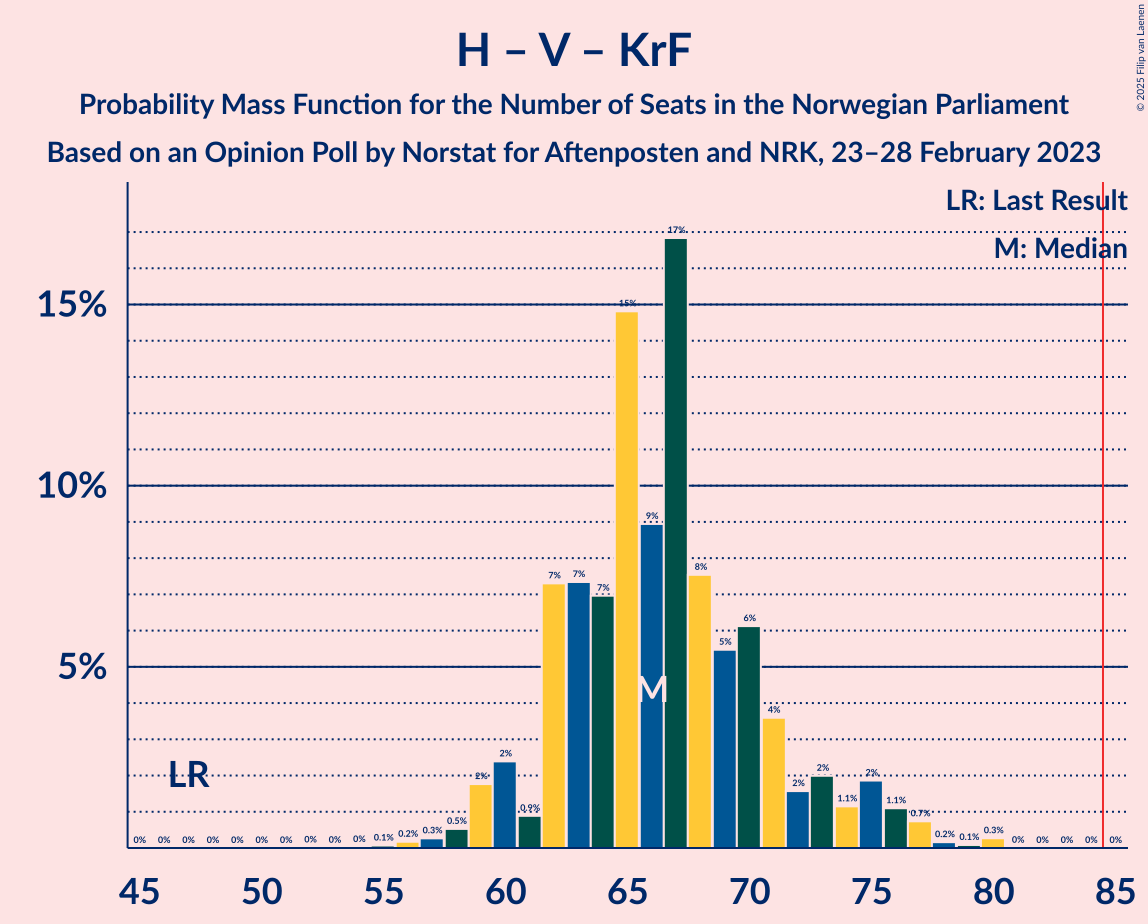 H – V – KrF
Probability Mass Function for the Number of Seats in the Norwegian Parliament
Based on an Opinion Poll by Norstat for Aftenposten and NRK, 23–28 February 2023
© 2025 Filip van Laenen
LR: Last Result
M: Median
17%
15% 15%
10%
9%
8%
7% 7% 7%
6%
5%
5%
M
4%
LR
2% 2% 2% 2% 2%
0% 0% 0% 0% 0% 0% 0% 0% 0% 0% 0.1% 0.2% 0.3% 0.5% 0.9% 1.1% 1.1% 0.7% 0.2% 0.1% 0.3% 0% 0% 0% 0% 0%
45 50 55 60 65 70 75 80 85